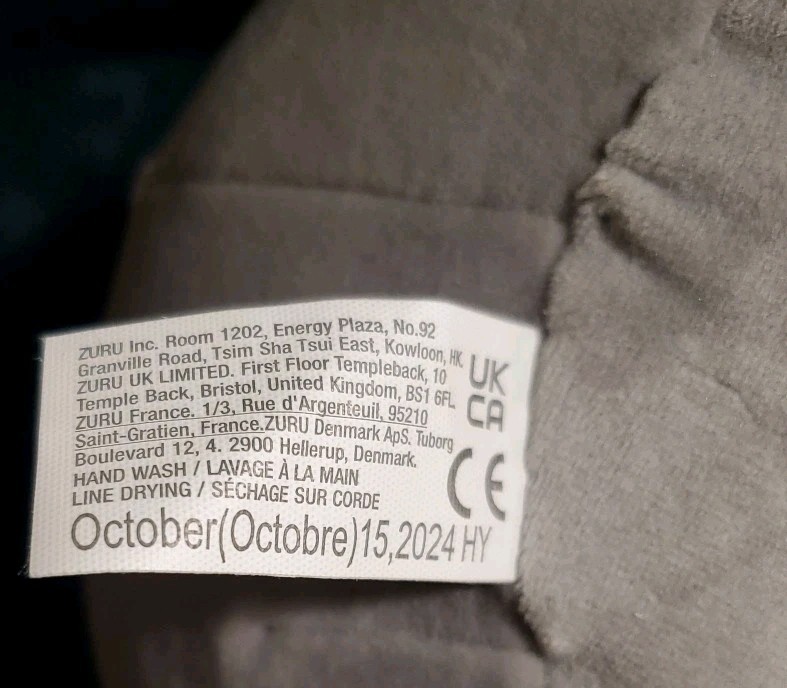 ZURU Inc. Room 1202, Energy Plaza, No.92
Granville Road, Tsim Sha Tsui East, Kowloon, HK
ZURU UK LIMITED. First Floor Templeback, 10
Temple Back, Bristol, United Kingdom, BS1 6FL
ZURU France. 1/3, Rue d'Argenteuil, 95210
Saint-Gratien, France.ZURU Denmark ApS. Tuborg
Boulevard 12, 4. 2900 Hellerup, Denmark.
HAND WASH / LAVAGE À LA MAIN
LINE DRYING / SÉCHAGE SUR CORDE
October(Octobre)15,2024 HY
UK
CA
CE